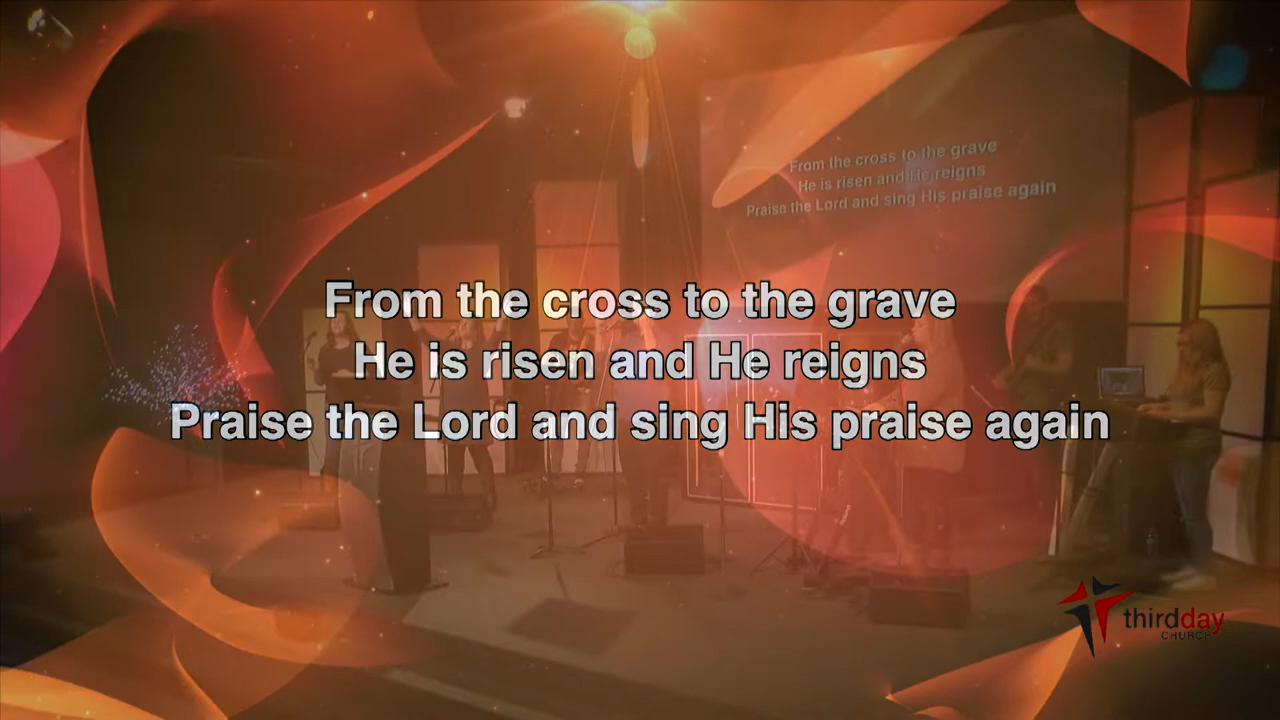 From the cross to the grave
He is risen and He reigns
Praise the Lord and sing His praise again
From the cross to the grave
He is risen and He reigns
Praise the Lord and sing His praise again
thirdday
CHURCH